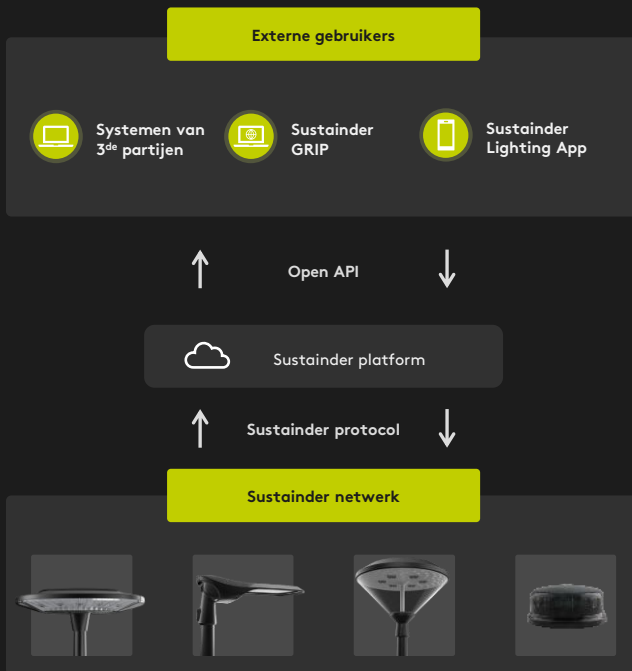 Externe gebruikers
Systemen van
3de partijen
Sustainder
GRIP
Sustainder
Lighting App
Open API
Sustainder platform
Sustainder protocol
Sustainder netwerk